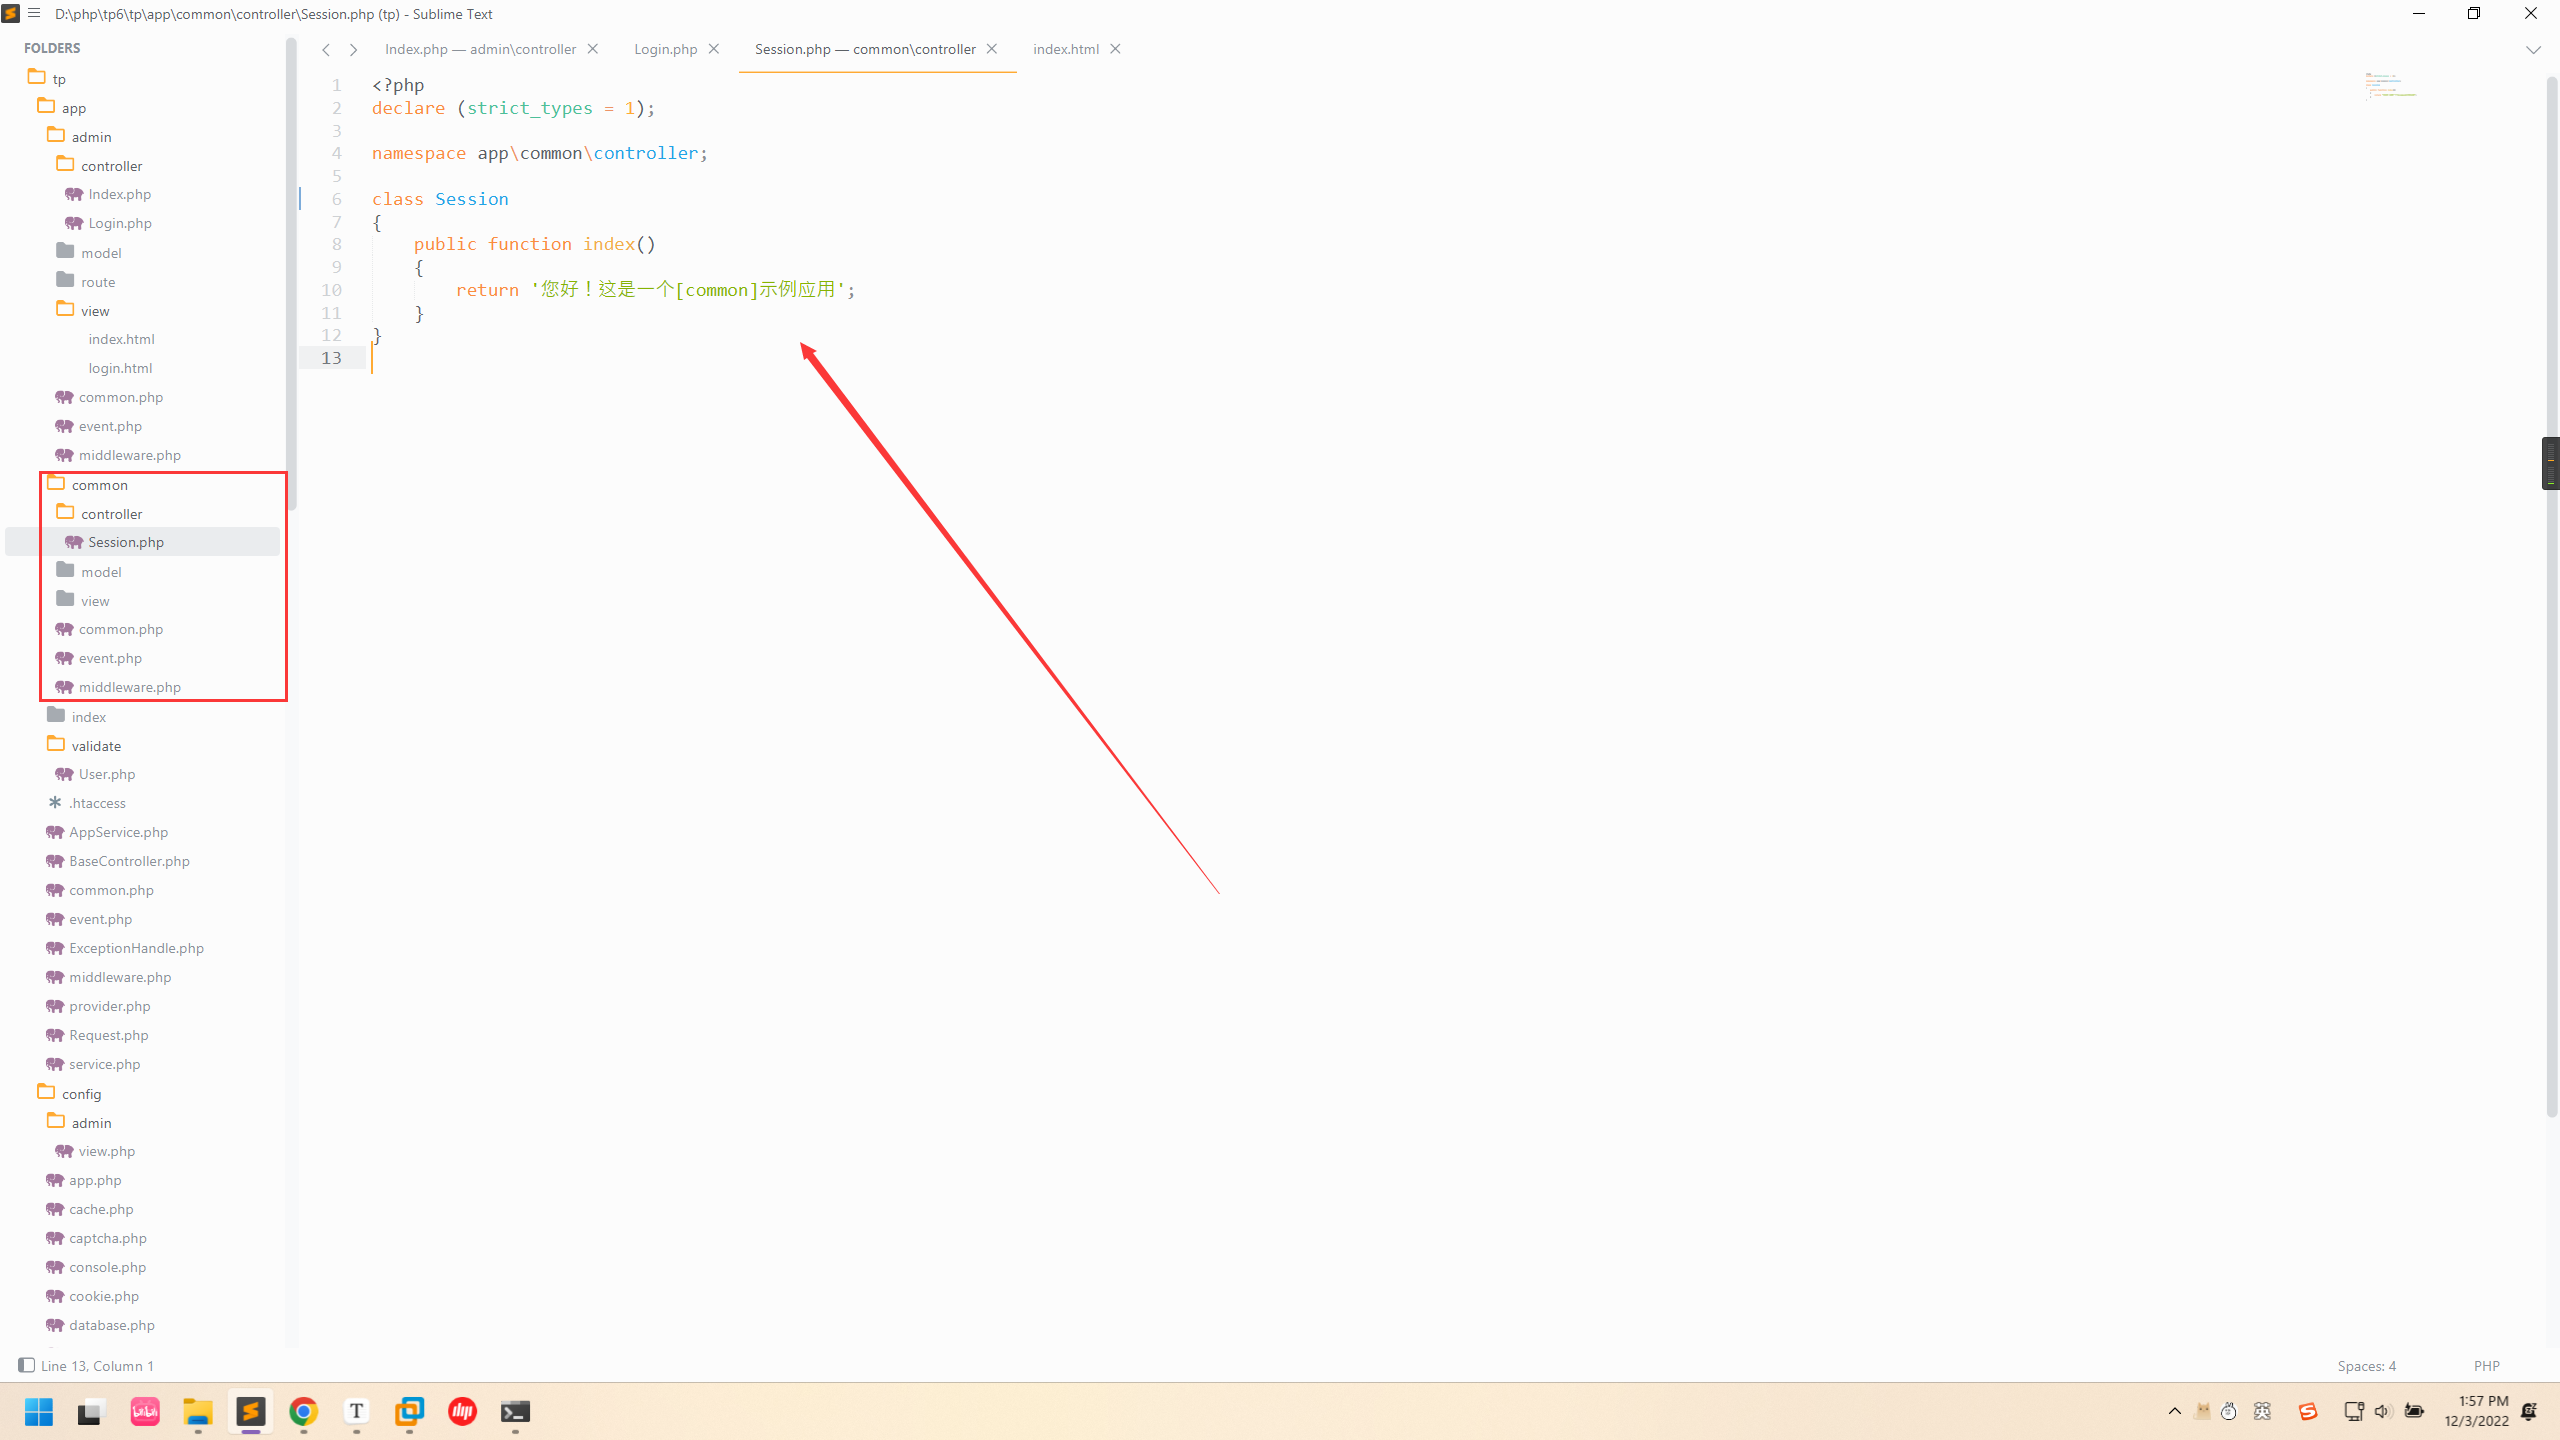 D:\php\tp6\tp\app\common\controller\Session.php (tp) - Sublime Text
FOLDERS
tp
app
admin
controller
Index.php
Login.php
model
route
view
index.html
login.html
common.php
event.php
middleware.php
common
controller
Session.php
model
view
common.php
event.php
middleware.php
index
validate
User.php
.htaccess
AppService.php
BaseController.php
common.php
event.php
ExceptionHandle.php
middleware.php
provider.php
Request.php
service.php
config
admin
view.php
app.php
cache.php
captcha.php
console.php
cookie.php
database.php
Index.php — admin\controller
Login.php
Session.php — common\controller
index.html
1 <?php
2 declare (strict_types = 1);
3
4 namespace app\common\controller;
5
6 class Session
7 {
8 public function index()
9 {
10 return '您好！这是一个[common]示例应用';
11 }
12 }
13
Line 13, Column 1
Spaces: 4
PHP
bilibili
T
php
英
1:57 PM
12/3/2022